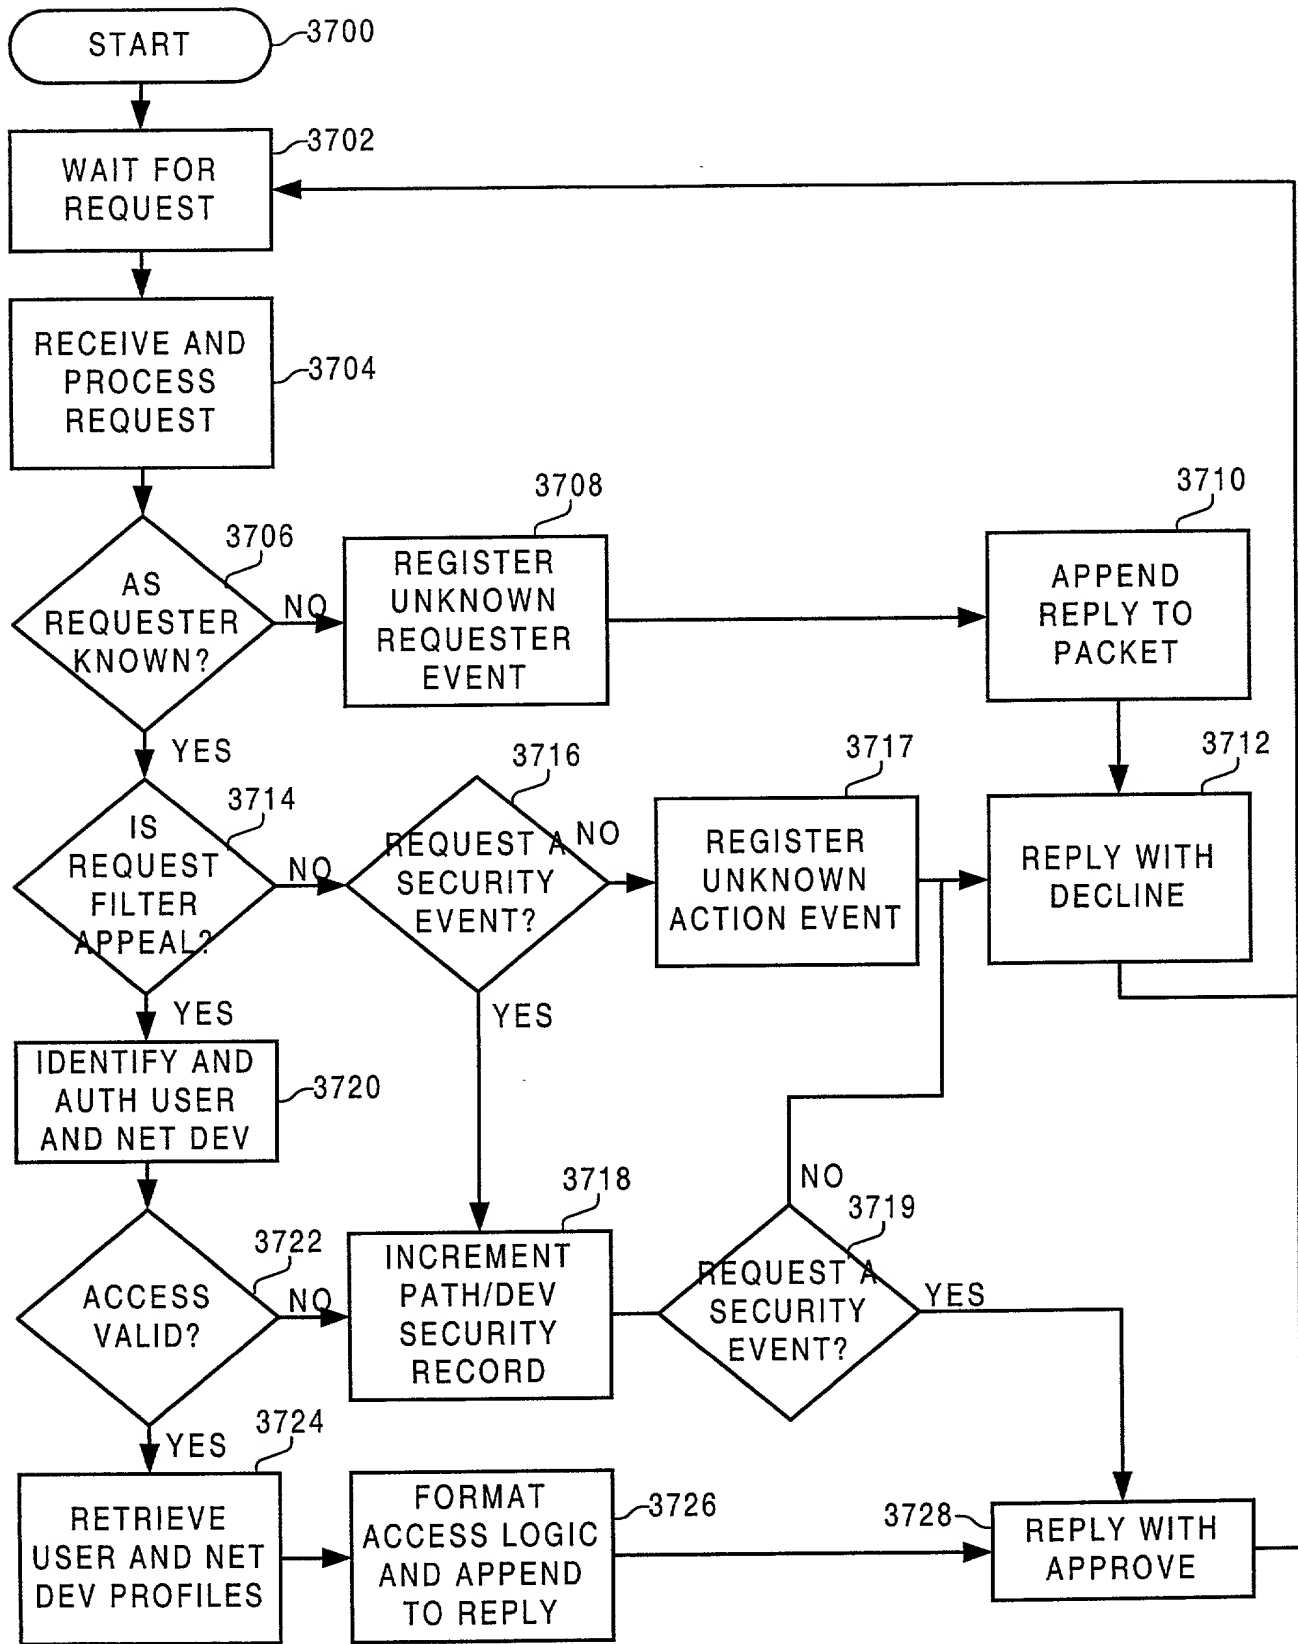 START
3700
3702
WAIT FOR
REQUEST
RECEIVE AND
PROCESS
REQUEST
3704
3706
AS
REQUESTER
KNOWN?
NO
3708
REGISTER
UNKNOWN
REQUESTER
EVENT
3710
APPEND
REPLY TO
PACKET
YES
3714
IS
REQUEST
FILTER
APPEAL?
NO
3716
REQUEST A
SECURITY
EVENT?
NO
3717
REGISTER
UNKNOWN
ACTION EVENT
3712
REPLY WITH
DECLINE
YES
YES
IDENTIFY AND
AUTH USER
AND NET DEV
3720
3722
ACCESS
VALID?
NO
3718
INCREMENT
PATH/DEV
SECURITY
RECORD
NO
3719
REQUEST A
SECURITY
EVENT?
YES
YES
3724
RETRIEVE
USER AND NET
DEV PROFILES
FORMAT
ACCESS LOGIC
AND APPEND
TO REPLY
3726
3728
REPLY WITH
APPROVE